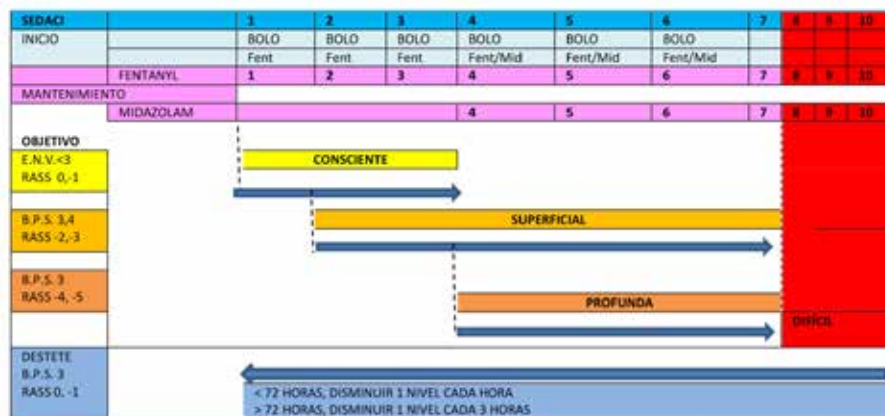 SEDACI 1 2 3 4 5 6 7 8 9 10
INICIO BOLO BOLO BOLO BOLO BOLO BOLO
Fent Fent Fent Fent/Mid Fent/Mid Fent/Mid
FENTANYL 1 2 3 4 5 6 7 8 9 10
MANTENIMIENTO
MIDAZOLAM 4 5 6 7 8 9 10
OBJETIVO
E.N.V.<3 CONSCIENTE
RASS 0,-1
B.P.S. 3,4 SUPERFICIAL
RASS -2,-3
B.P.S. 3
RASS -4, -5 PROFUNDA
DIFÍCIL
DESTETE
B.P.S. 3
RASS 0, -1 < 72 HORAS, DISMINUIR 1 NIVEL CADA HORA
> 72 HORAS, DISMINUIR 1 NIVEL CADA 3 HORAS